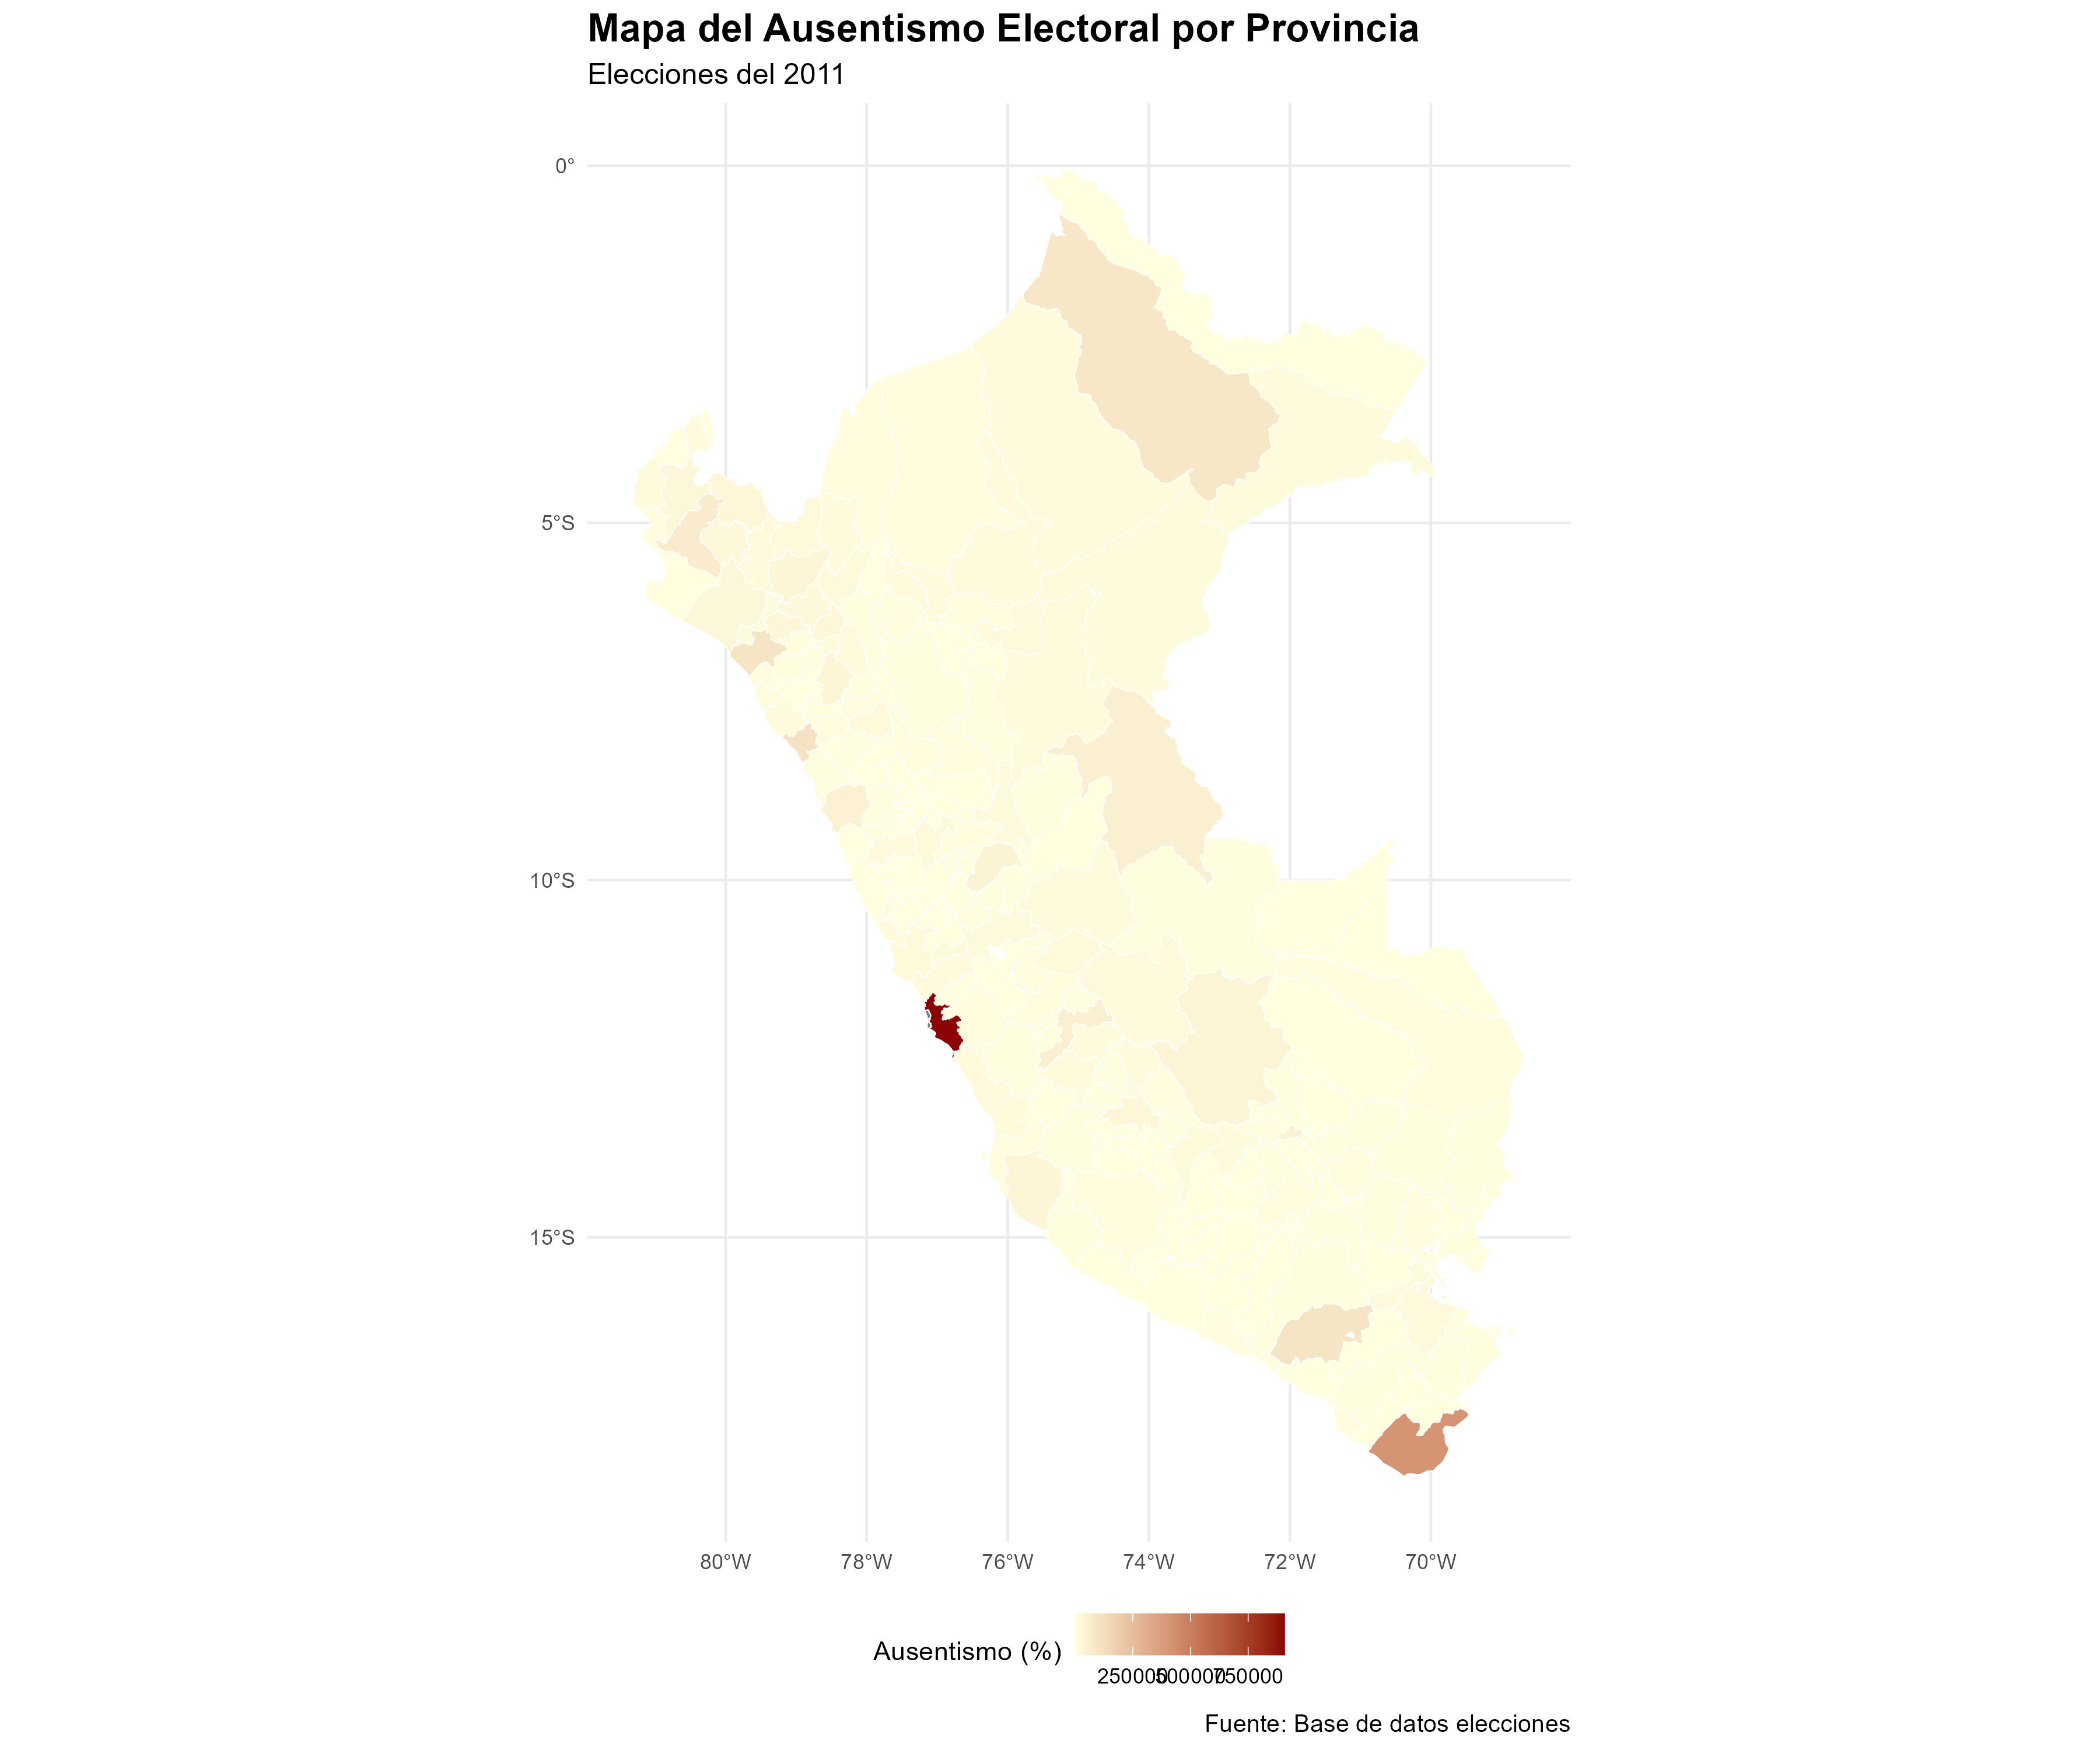 Mapa del Ausentismo Electoral por Provincia
Elecciones del 2011
0°
5°S
10°S
15°S
80°W 78°W 76°W 74°W 72°W 70°W
Ausentismo (%)
250000 500000 750000
Fuente: Base de datos elecciones